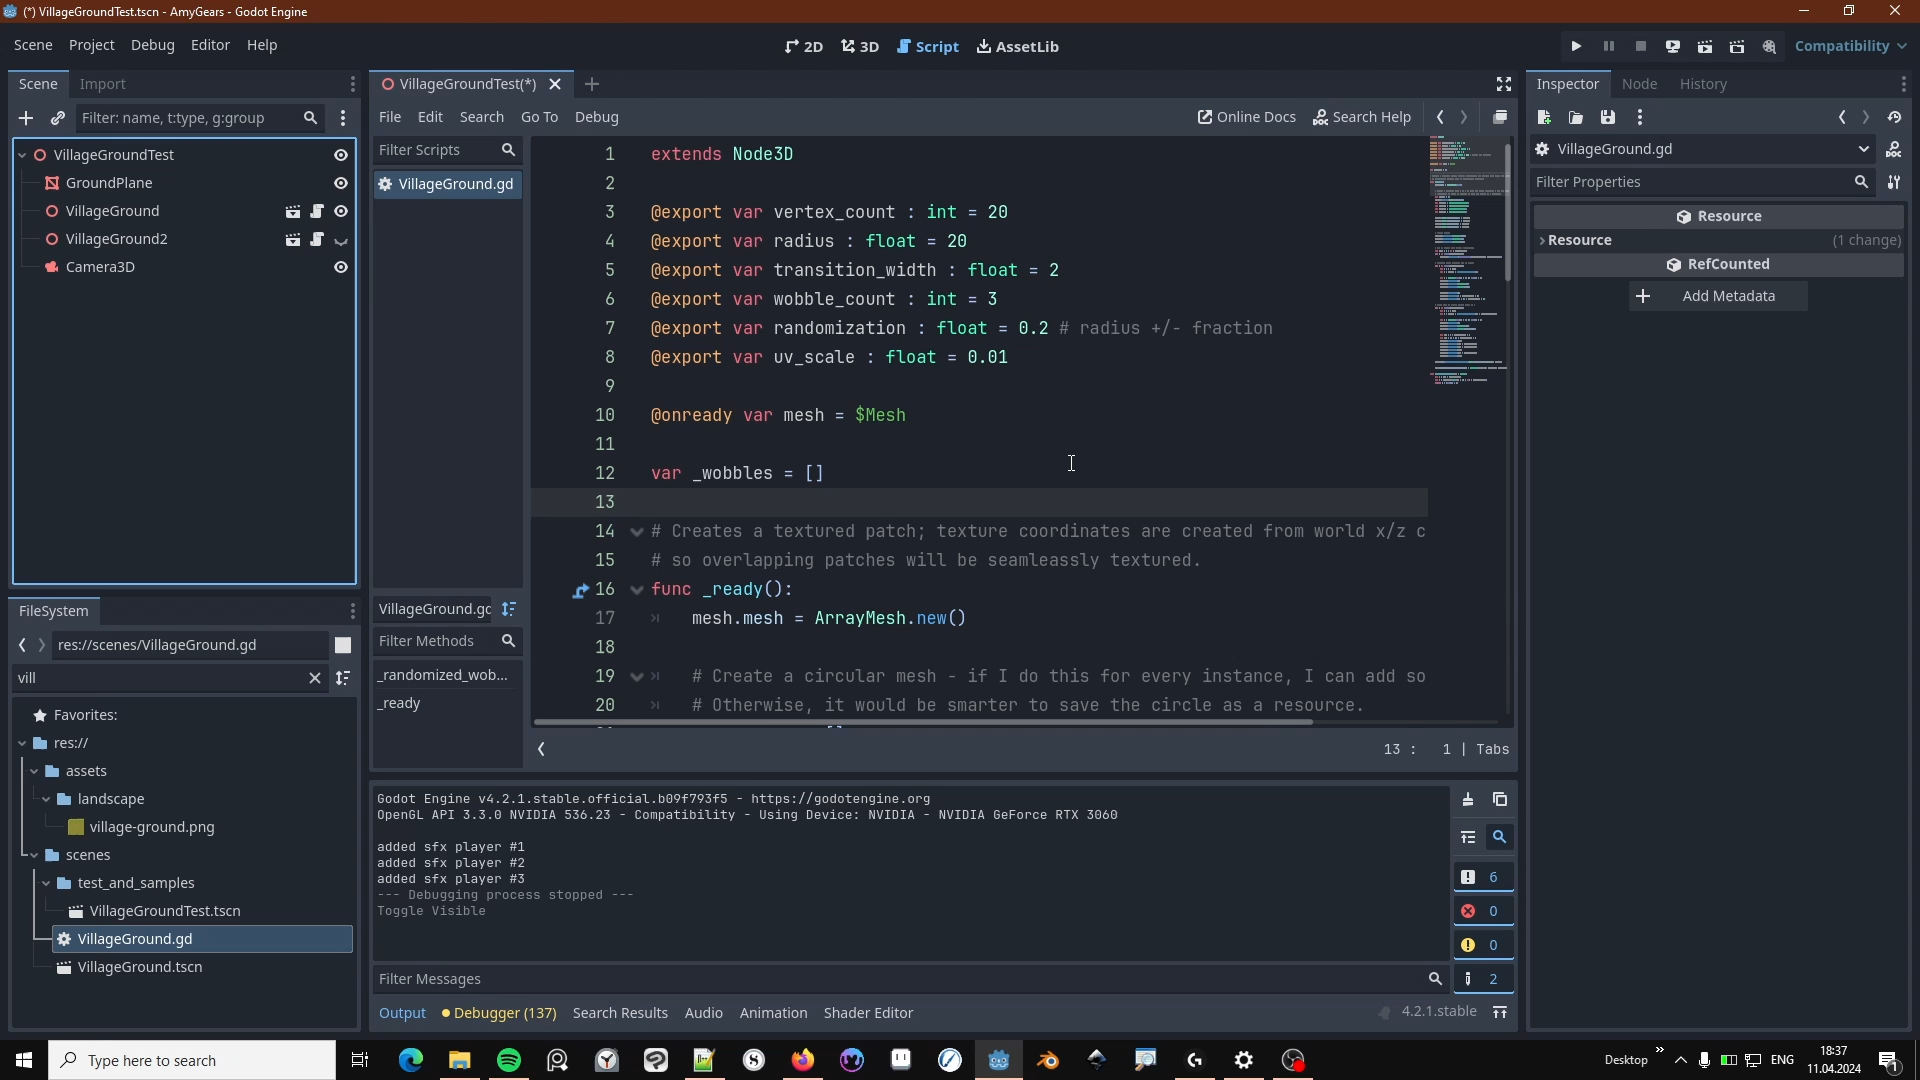 (*) VillageGroundTest.tscn - AmyGears - Godot Engine
Scene Project Debug Editor Help
2D 3D Script AssetLib
Compatibility
Scene Import
Filter: name, t:type, g:group
VillageGroundTest
GroundPlane
VillageGround
VillageGround2
Camera3D
FileSystem
res://scenes/VillageGround.gd
vill
Favorites:
res://
assets
landscape
village-ground.png
scenes
test_and_samples
VillageGroundTest.tscn
VillageGround.gd
VillageGround.tscn
VillageGroundTest(*)
File Edit Search Go To Debug
Online Docs Search Help
Filter Scripts
VillageGround.gd
VillageGround.gd
Filter Methods
_randomized_wob...
_ready
1 extends Node3D
2
3 @export var vertex_count : int = 20
4 @export var radius : float = 20
5 @export var transition_width : float = 2
6 @export var wobble_count : int = 3
7 @export var randomization : float = 0.2 # radius +/- fraction
8 @export var uv_scale : float = 0.01
9
10 @onready var mesh = $Mesh
11
12 var _wobbles = []
13
14 # Creates a textured patch; texture coordinates are created from world x/z c
15 # so overlapping patches will be seamleassly textured.
16 func _ready():
17 mesh.mesh = ArrayMesh.new()
18
19 # Create a circular mesh - if I do this for every instance, I can add so
20 # Otherwise, it would be smarter to save the circle as a resource.
13 : 1 | Tabs
Godot Engine v4.2.1.stable.official.b09f793f5 - https://godotengine.org
OpenGL API 3.3.0 NVIDIA 536.23 - Compatibility - Using Device: NVIDIA - NVIDIA GeForce RTX 3060
added sfx player #1
added sfx player #2
added sfx player #3
--- Debugging process stopped ---
Toggle Visible
6
0
0
2
Filter Messages
Output Debugger (137) Search Results Audio Animation Shader Editor
4.2.1.stable
Inspector Node History
VillageGround.gd
Filter Properties
Resource
Resource (1 change)
RefCounted
Add Metadata
Type here to search
Desktop ENG
18:37
11.04.2024
1